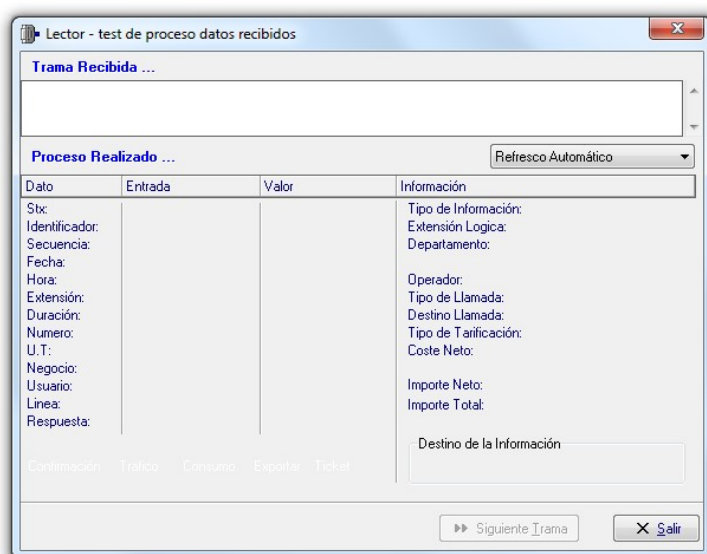 Lector - test de proceso datos recibidos
Trama Recibida ...
Proceso Realizado ...
Refresco Automático
Dato Entrada Valor Información
Stx: Tipo de Información:
Identificador: Extensión Logica:
Secuencia: Departamento:
Fecha:
Hora: Operador:
Extensión: Tipo de Llamada:
Duración: Destino Llamada:
Numero: Tipo de Tarificación:
U.T: Coste Neto:
Negocio:
Usuario: Importe Neto:
Linea: Importe Total:
Respuesta:
Destino de la Información
Confirmación Trafico Consumo Exportar Ticket
Siguiente Trama Salir